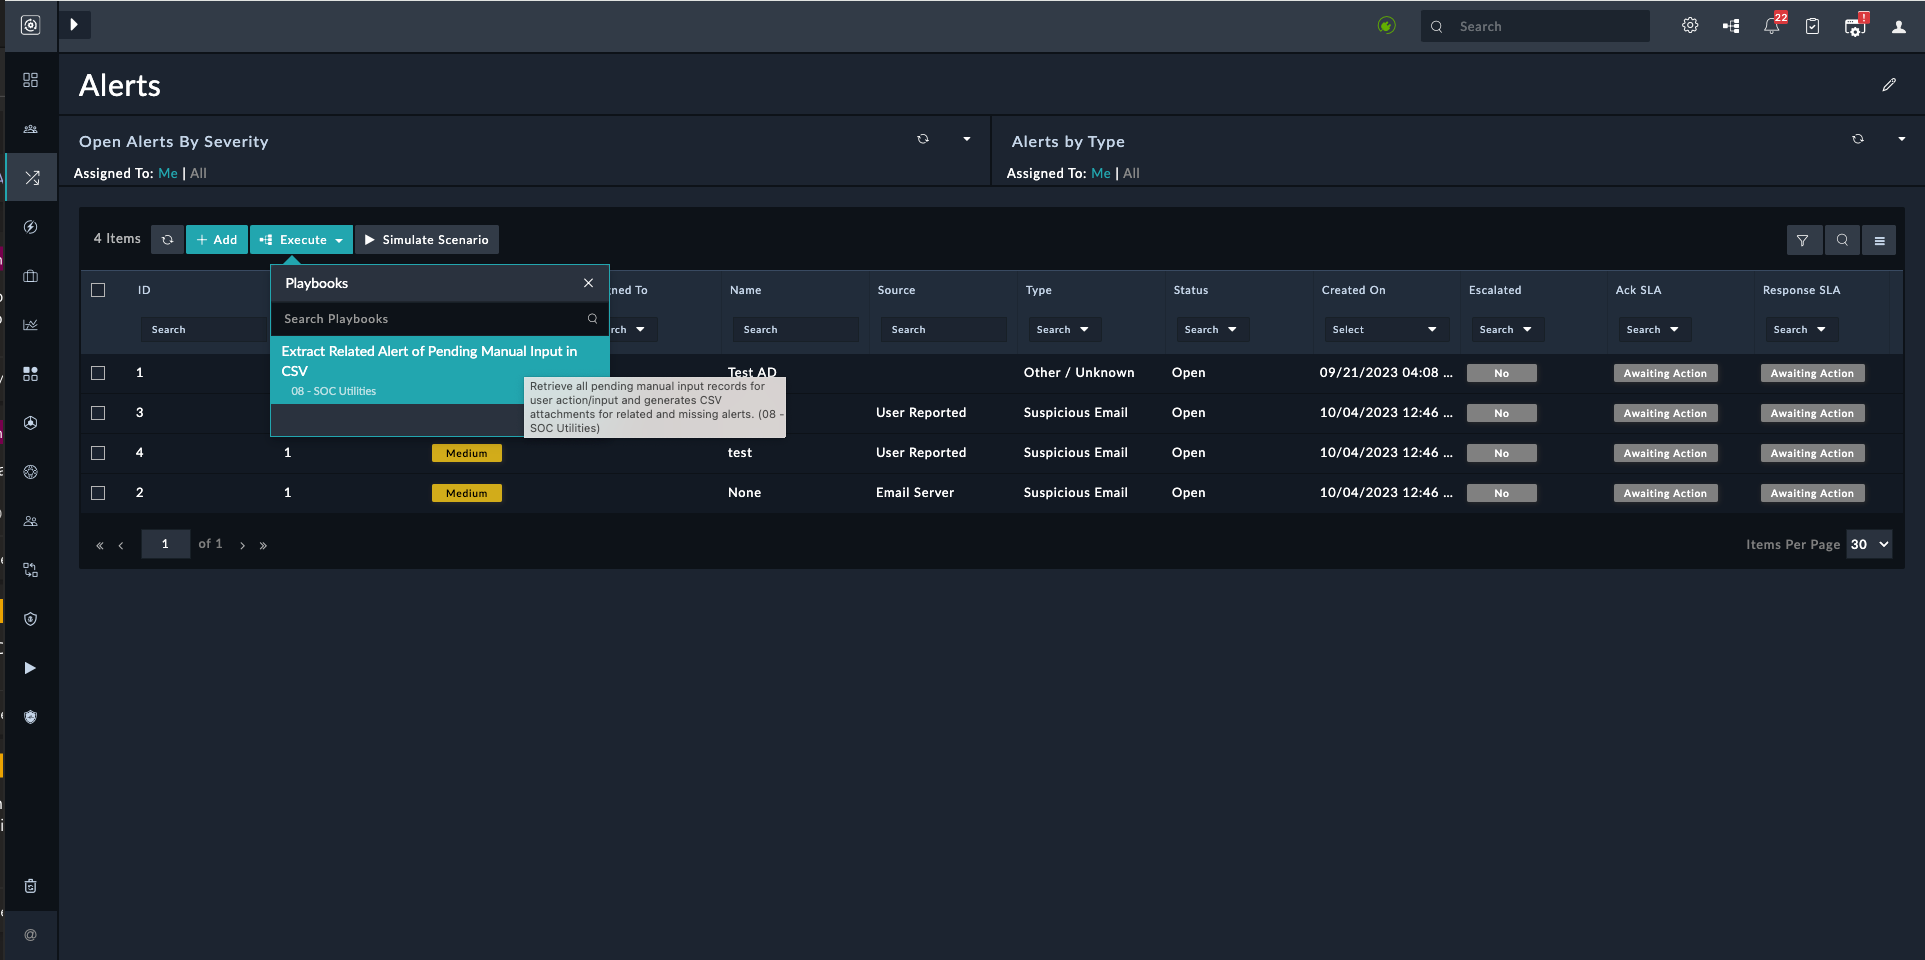 Search
22
!
Alerts
Open Alerts By Severity
Assigned To: Me | All
Alerts by Type
Assigned To: Me | All
4 Items
+ Add
Execute
Simulate Scenario
Playbooks
Search Playbooks
Extract Related Alert of Pending Manual Input in
CSV
08 - SOC Utilities
Retrieve all pending manual input records for
user action/input and generates CSV
attachments for related and missing alerts. (08 -
SOC Utilities)
ID To Name Source Type Status Created On Escalated Ack SLA Response SLA
Search Search Search Search Search Select Search Search Search
1 Test AD Other / Unknown Open 09/21/2023 04:08 ... No Awaiting Action Awaiting Action
3 User Reported Suspicious Email Open 10/04/2023 12:46 ... No Awaiting Action Awaiting Action
4 1 Medium test User Reported Suspicious Email Open 10/04/2023 12:46 ... No Awaiting Action Awaiting Action
2 1 Medium None Email Server Suspicious Email Open 10/04/2023 12:46 ... No Awaiting Action Awaiting Action
« ‹ 1 of 1 › »
Items Per Page 30
@